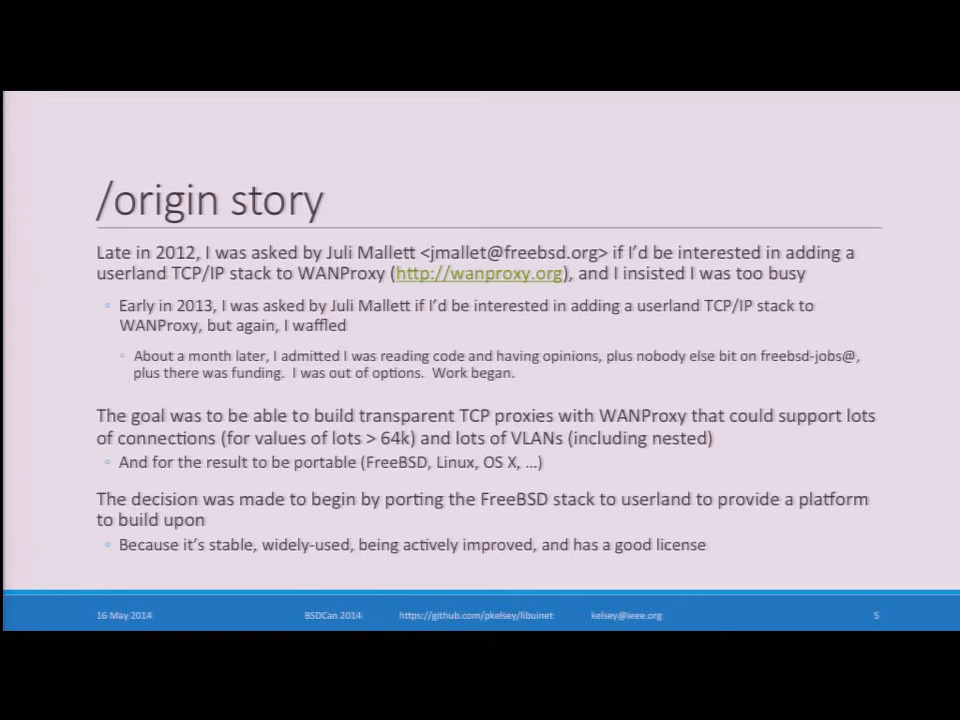 /origin story
Late in 2012, I was asked by Juli Mallett <jmallet@freebsd.org> if I'd be interested in adding a
userland TCP/IP stack to WANProxy (http://wanproxy.org), and I insisted I was too busy
◦ Early in 2013, I was asked by Juli Mallett if I'd be interested in adding a userland TCP/IP stack to
WANProxy, but again, I waffled
◦ About a month later, I admitted I was reading code and having opinions, plus nobody else bit on freebsd-jobs@,
plus there was funding. I was out of options. Work began.
The goal was to be able to build transparent TCP proxies with WANProxy that could support lots
of connections (for values of lots > 64k) and lots of VLANs (including nested)
◦ And for the result to be portable (FreeBSD, Linux, OS X, …)
The decision was made to begin by porting the FreeBSD stack to userland to provide a platform
to build upon
◦ Because it's stable, widely-used, being actively improved, and has a good license
16 May 2014 BSDCan 2014 https://github.com/pkelsey/libuinet kelsey@ieee.org 5